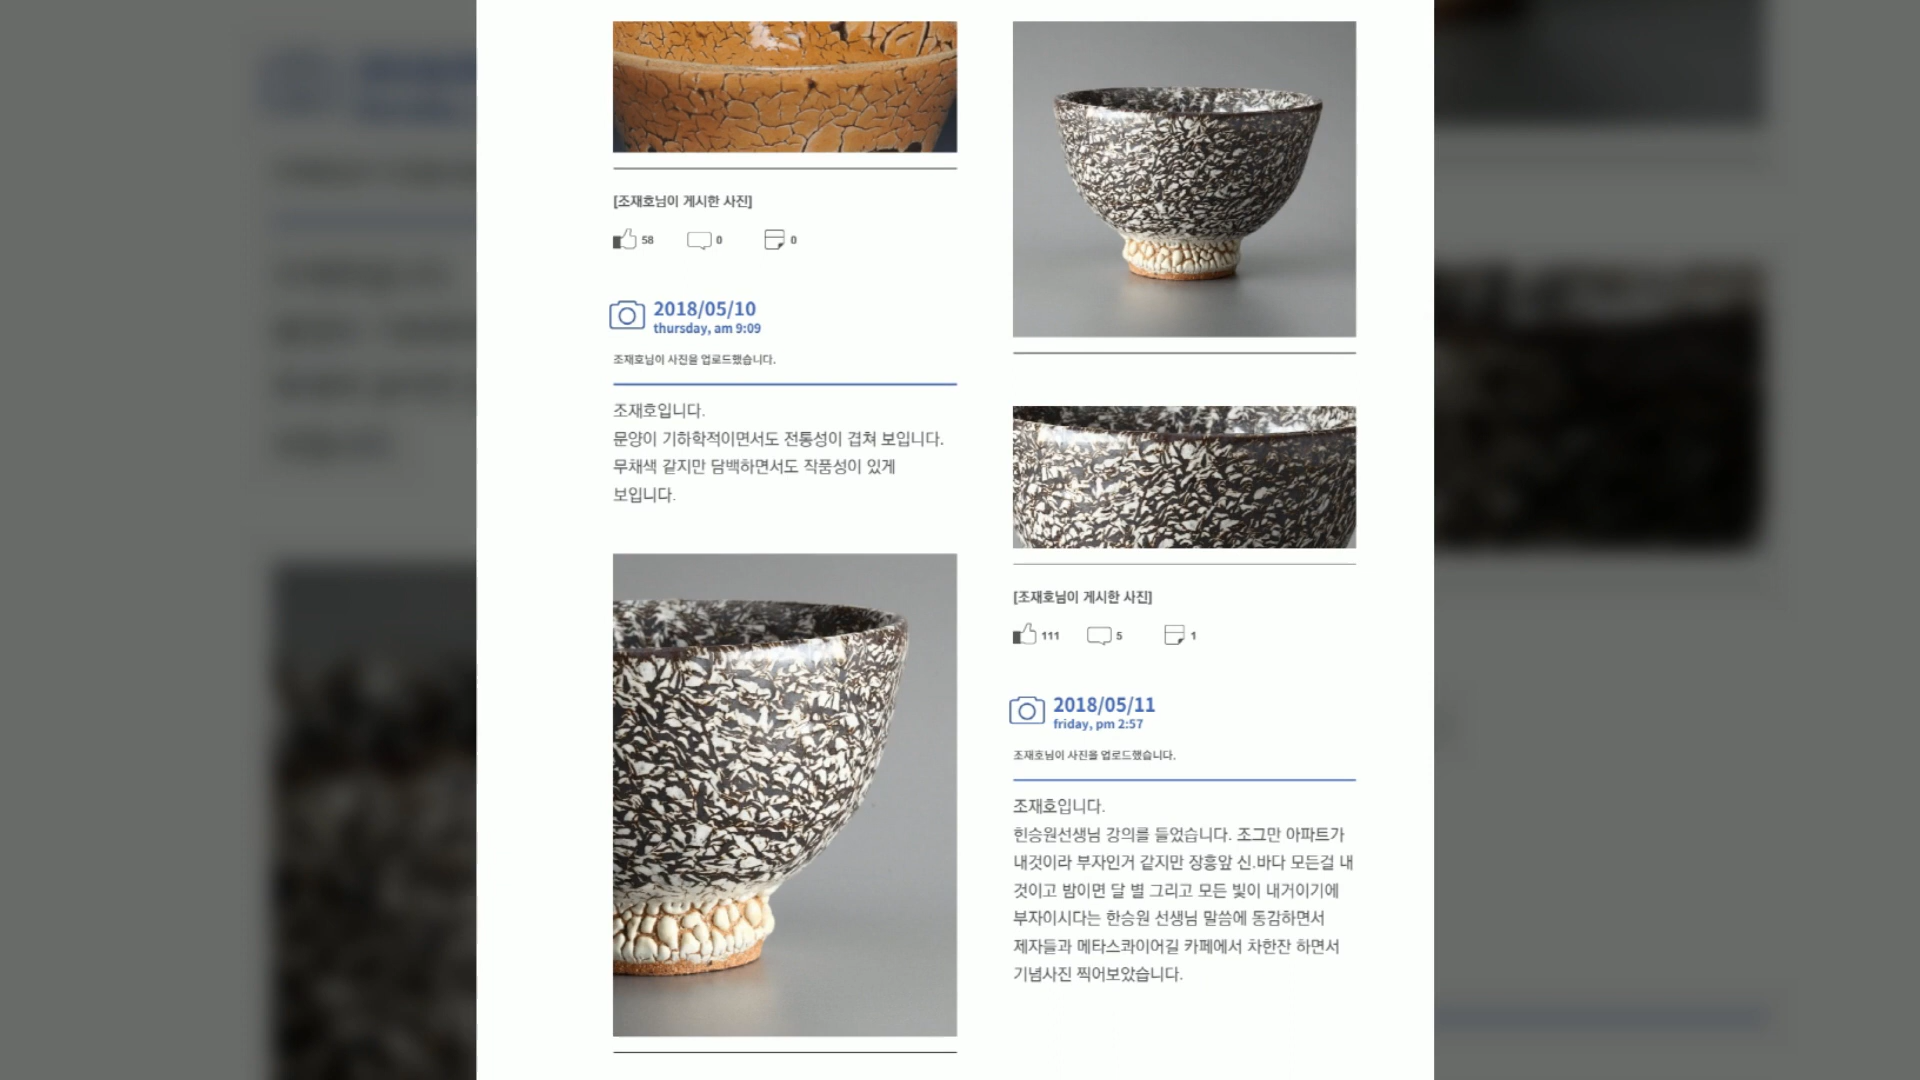 [조재호님이 게시한 사진]
58 0 0
2018/05/10
thursday, am 9:09
조재호님이 사진을 업로드했습니다.
조재호입니다.
문양이 기하학적이면서도 전통성이 겹쳐 보입니다.
무채색 같지만 담백하면서도 작품성이 있게
보입니다.
[조재호님이 게시한 사진]
111 5 1
2018/05/11
friday, pm 2:57
조재호님이 사진을 업로드했습니다.
조재호입니다.
힌승원선생님 강의를 들었습니다. 조그만 아파트가
내것이라 부자인거 같지만 장흥앞 신.바다 모든걸 내
것이고 밤이면 달 별 그리고 모든 빛이 내거이기에
부자이시다는 한승원 선생님 말씀에 동감하면서
제자들과 메타스콰이어길 카페에서 차한잔 하면서
기념사진 찍어보았습니다.